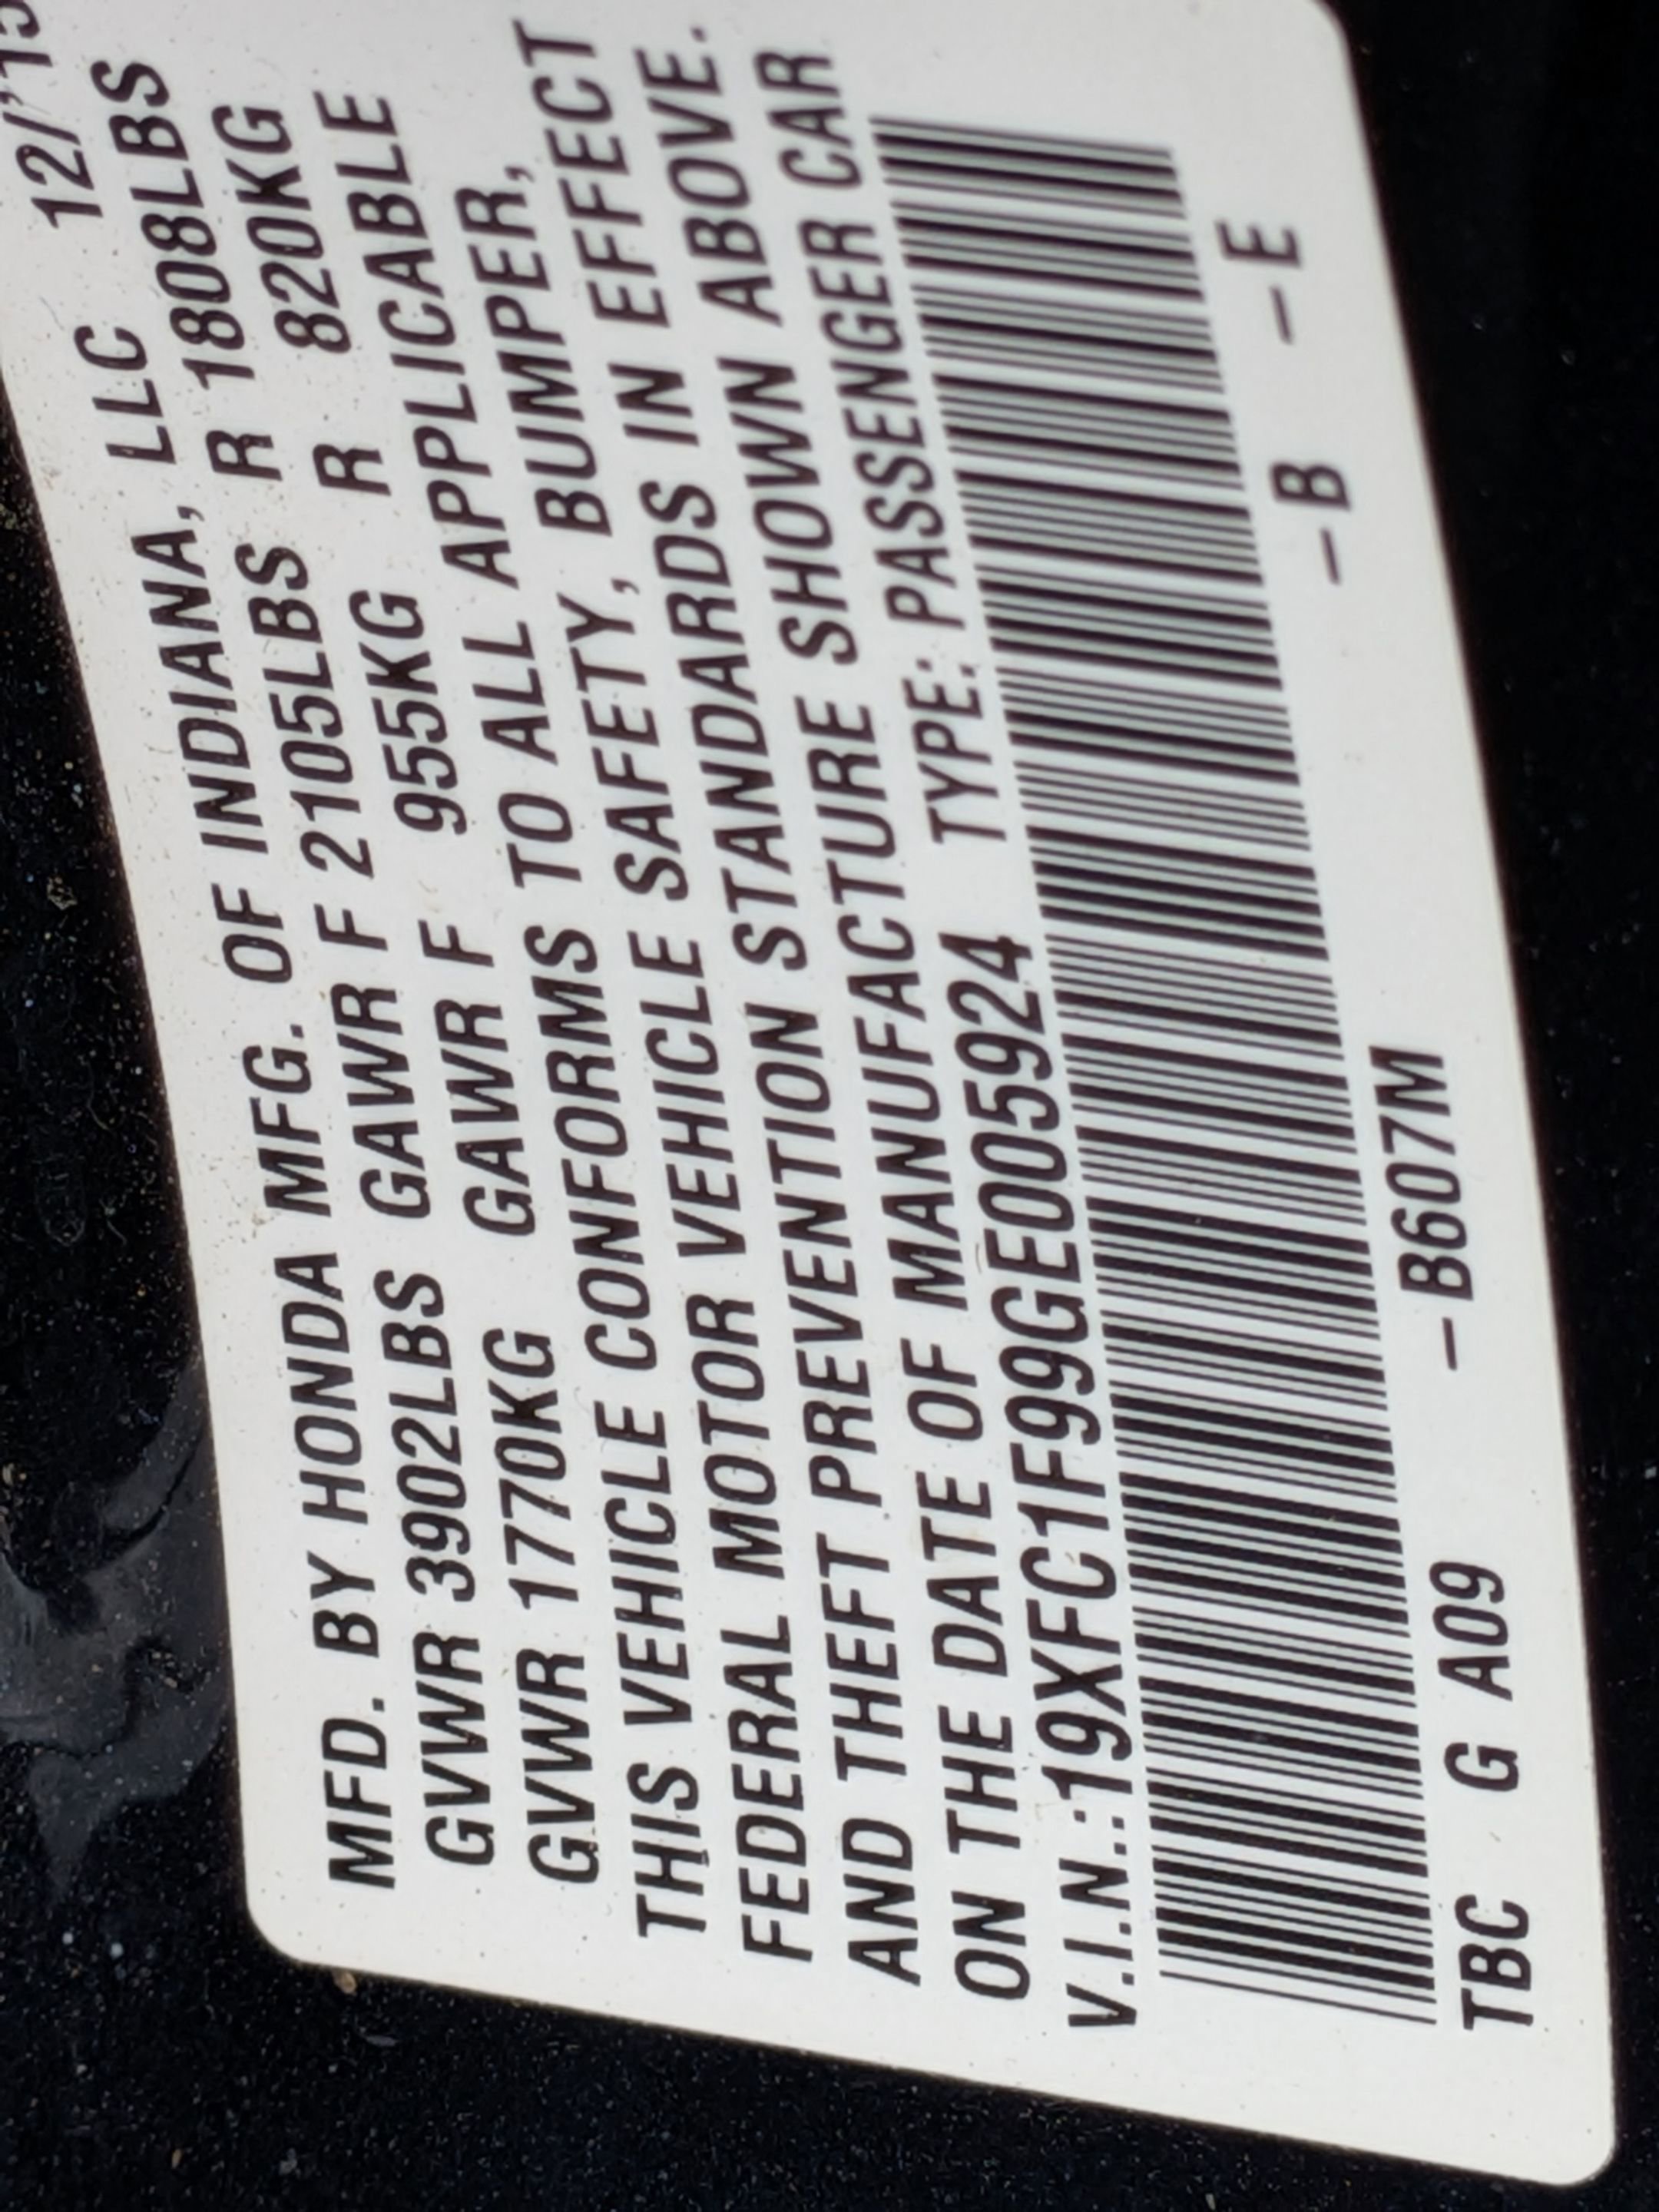 MFD. BY HONDA MFG. OF INDIANA, LLC 12/'15
GVWR 3902LBS GAWR F 2105LBS R 1808LBS
GVWR 1770KG GAWR F 955KG R 820KG
THIS VEHICLE CONFORMS TO ALL APPLICABLE
FEDERAL MOTOR VEHICLE SAFETY, BUMPER,
AND THEFT PREVENTION STANDARDS IN EFFECT
ON THE DATE OF MANUFACTURE SHOWN ABOVE.
V.I.N.:19XFC1F99GE005924 TYPE: PASSENGER CAR
TBC G A09 –B607M –B –E